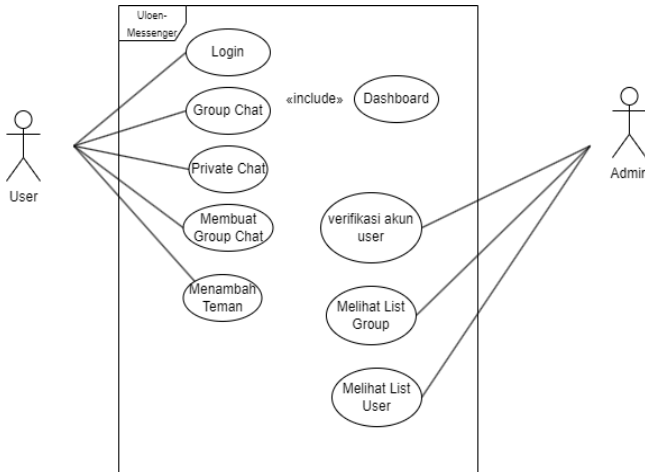 Uloen-
Messenger
Login
Group Chat
«include»
Dashboard
Private Chat
User
Admin
Membuat
Group Chat
verifikasi akun
user
Menambah
Teman
Melihat List
Group
Melihat List
User